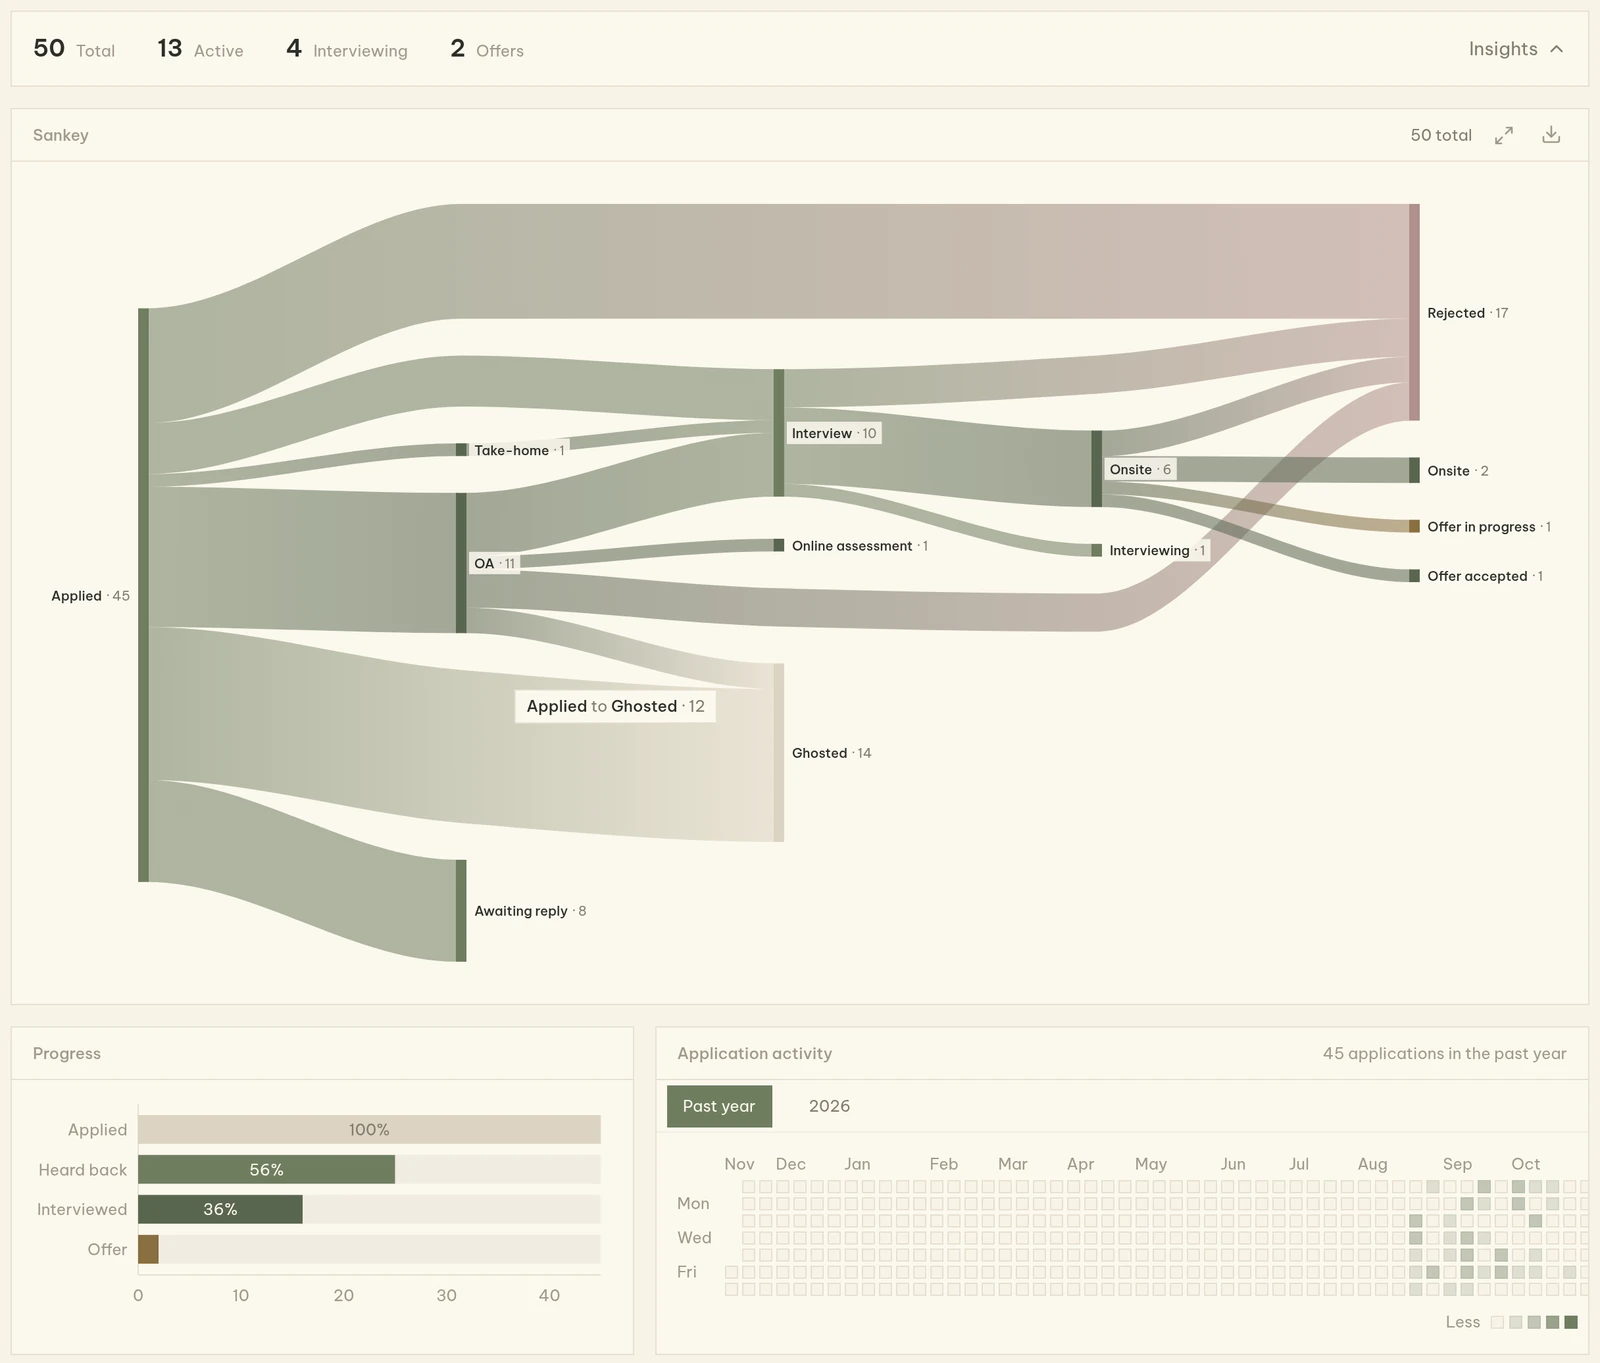 50 Total 13 Active 4 Interviewing 2 Offers Insights
Sankey 50 total
Rejected · 17
Interview · 10
Take-home · 1
Onsite · 6
Onsite · 2
Offer in progress · 1
Online assessment · 1
Interviewing · 1
OA · 11
Offer accepted · 1
Applied · 45
Applied to Ghosted · 12
Ghosted · 14
Awaiting reply · 8
Progress
Applied 100%
Heard back 56%
Interviewed 36%
Offer
0 10 20 30 40
Application activity 45 applications in the past year
Past year 2026
Nov Dec Jan Feb Mar Apr May Jun Jul Aug Sep Oct
Mon
Wed
Fri
Less